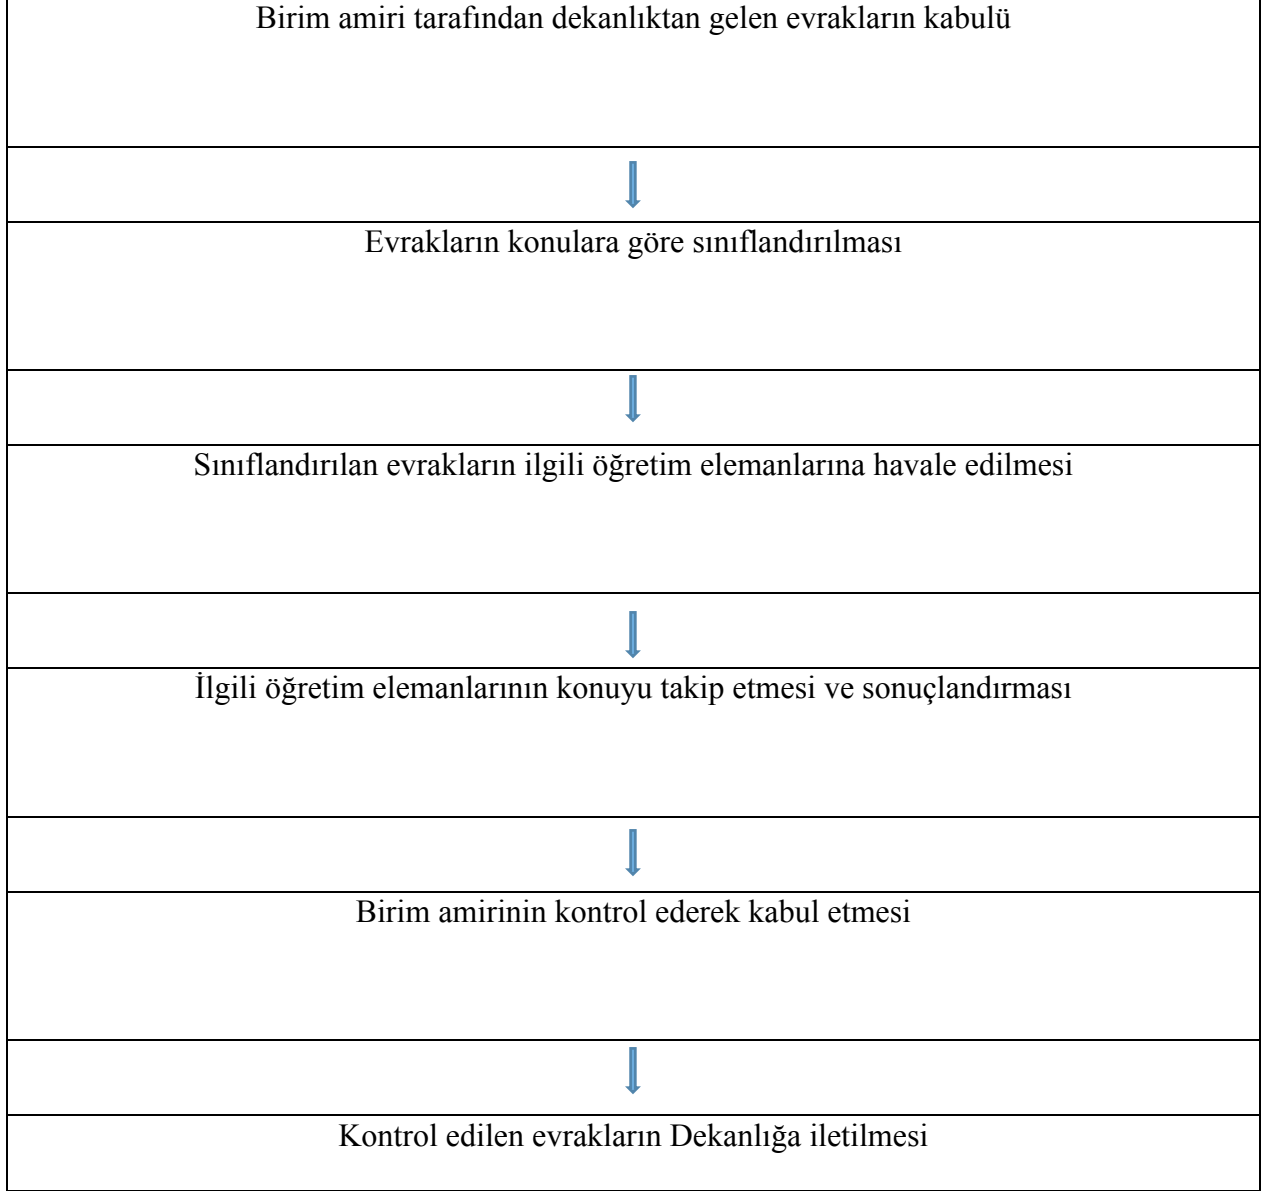 Birim amiri tarafından dekanlıktan gelen evrakların kabulü
Evrakların konulara göre sınıflandırılması
Sınıflandırılan evrakların ilgili öğretim elemanlarına havale edilmesi
İlgili öğretim elemanlarının konuyu takip etmesi ve sonuçlandırması
Birim amirinin kontrol ederek kabul etmesi
Kontrol edilen evrakların Dekanlığa iletilmesi